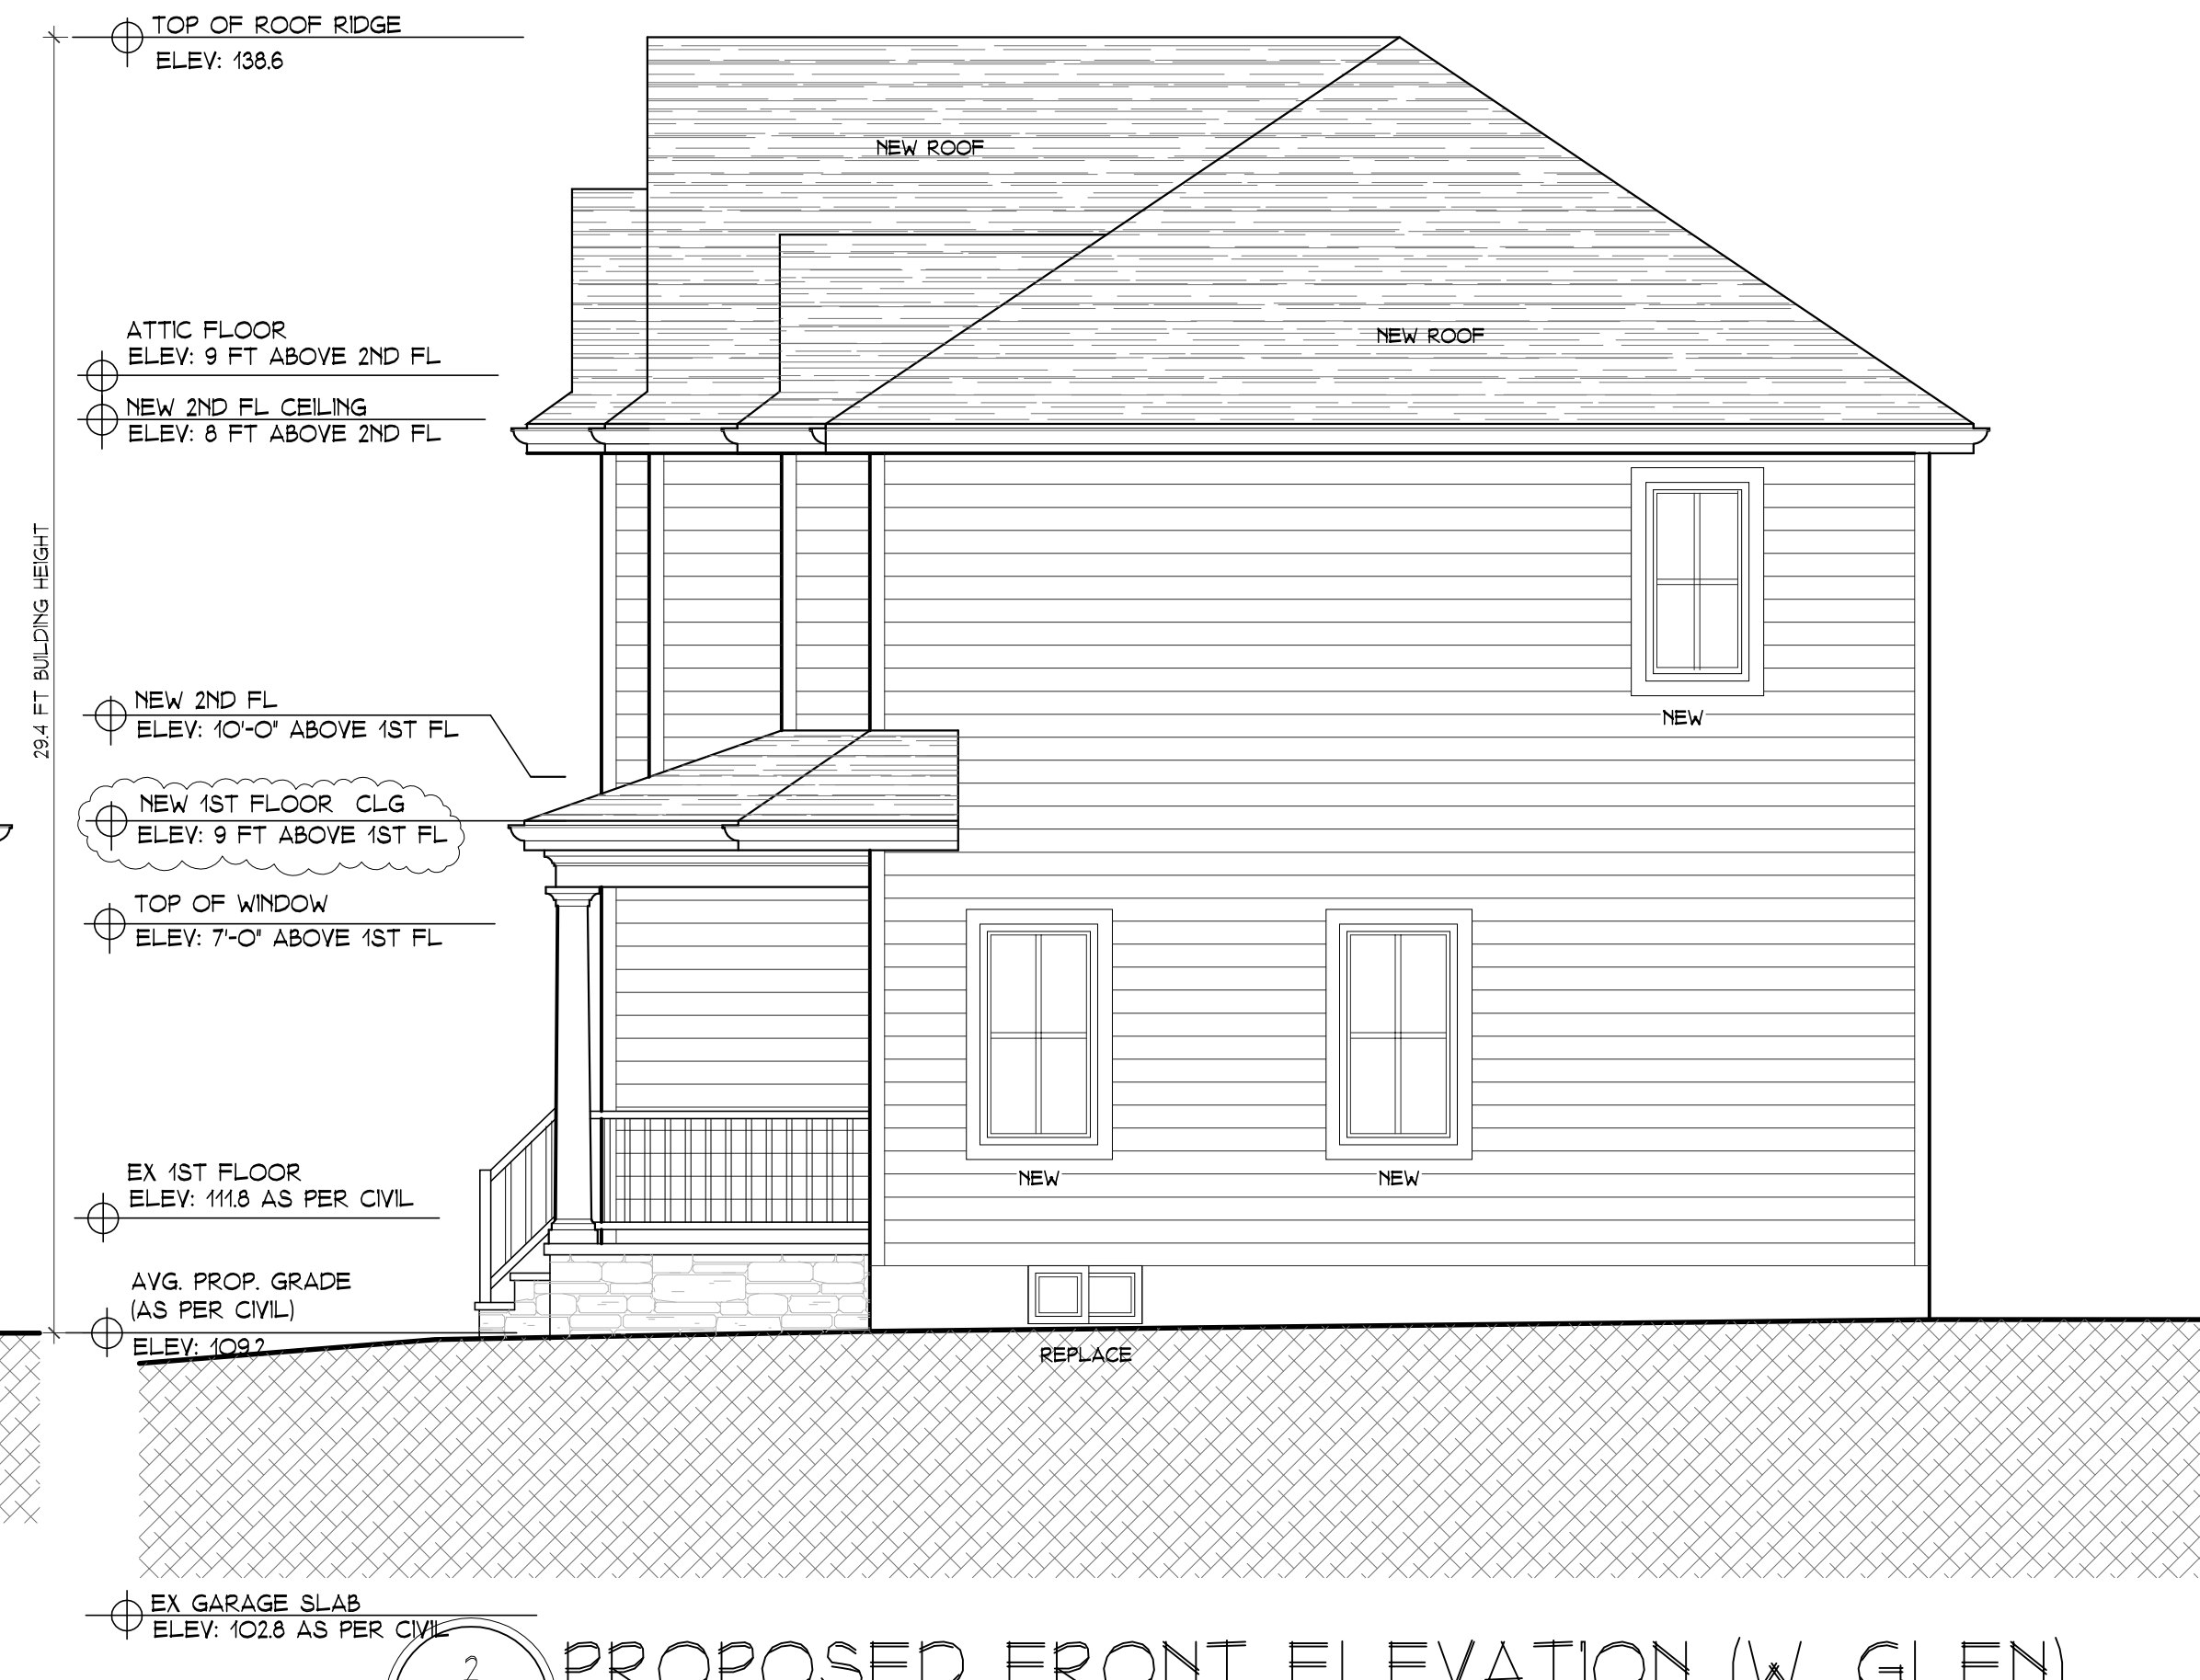 TOP OF ROOF RIDGE
ELEV: 138.6
NEW ROOF
NEW ROOF
ATTIC FLOOR
ELEV: 9 FT ABOVE 2ND FL
NEW 2ND FL CEILING
ELEV: 8 FT ABOVE 2ND FL
29.4 FT BUILDING HEIGHT
NEW 2ND FL
ELEV: 10'-0" ABOVE 1ST FL
NEW
NEW 1ST FLOOR CLG
ELEV: 9 FT ABOVE 1ST FL
TOP OF WINDOW
ELEV: 7'-0" ABOVE 1ST FL
EX 1ST FLOOR
ELEV: 111.8 AS PER CIVIL
NEW
NEW
AVG. PROP. GRADE
(AS PER CIVIL)
ELEV: 109.2
REPLACE
EX GARAGE SLAB
ELEV: 102.8 AS PER CIVIL
2
PROPOSED FRONT ELEVATION (W. GLEN)